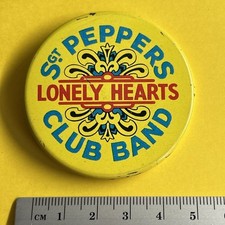 SGT PEPPERS
LONELY HEARTS
CLUB BAND
CM 1 2 3 4 5